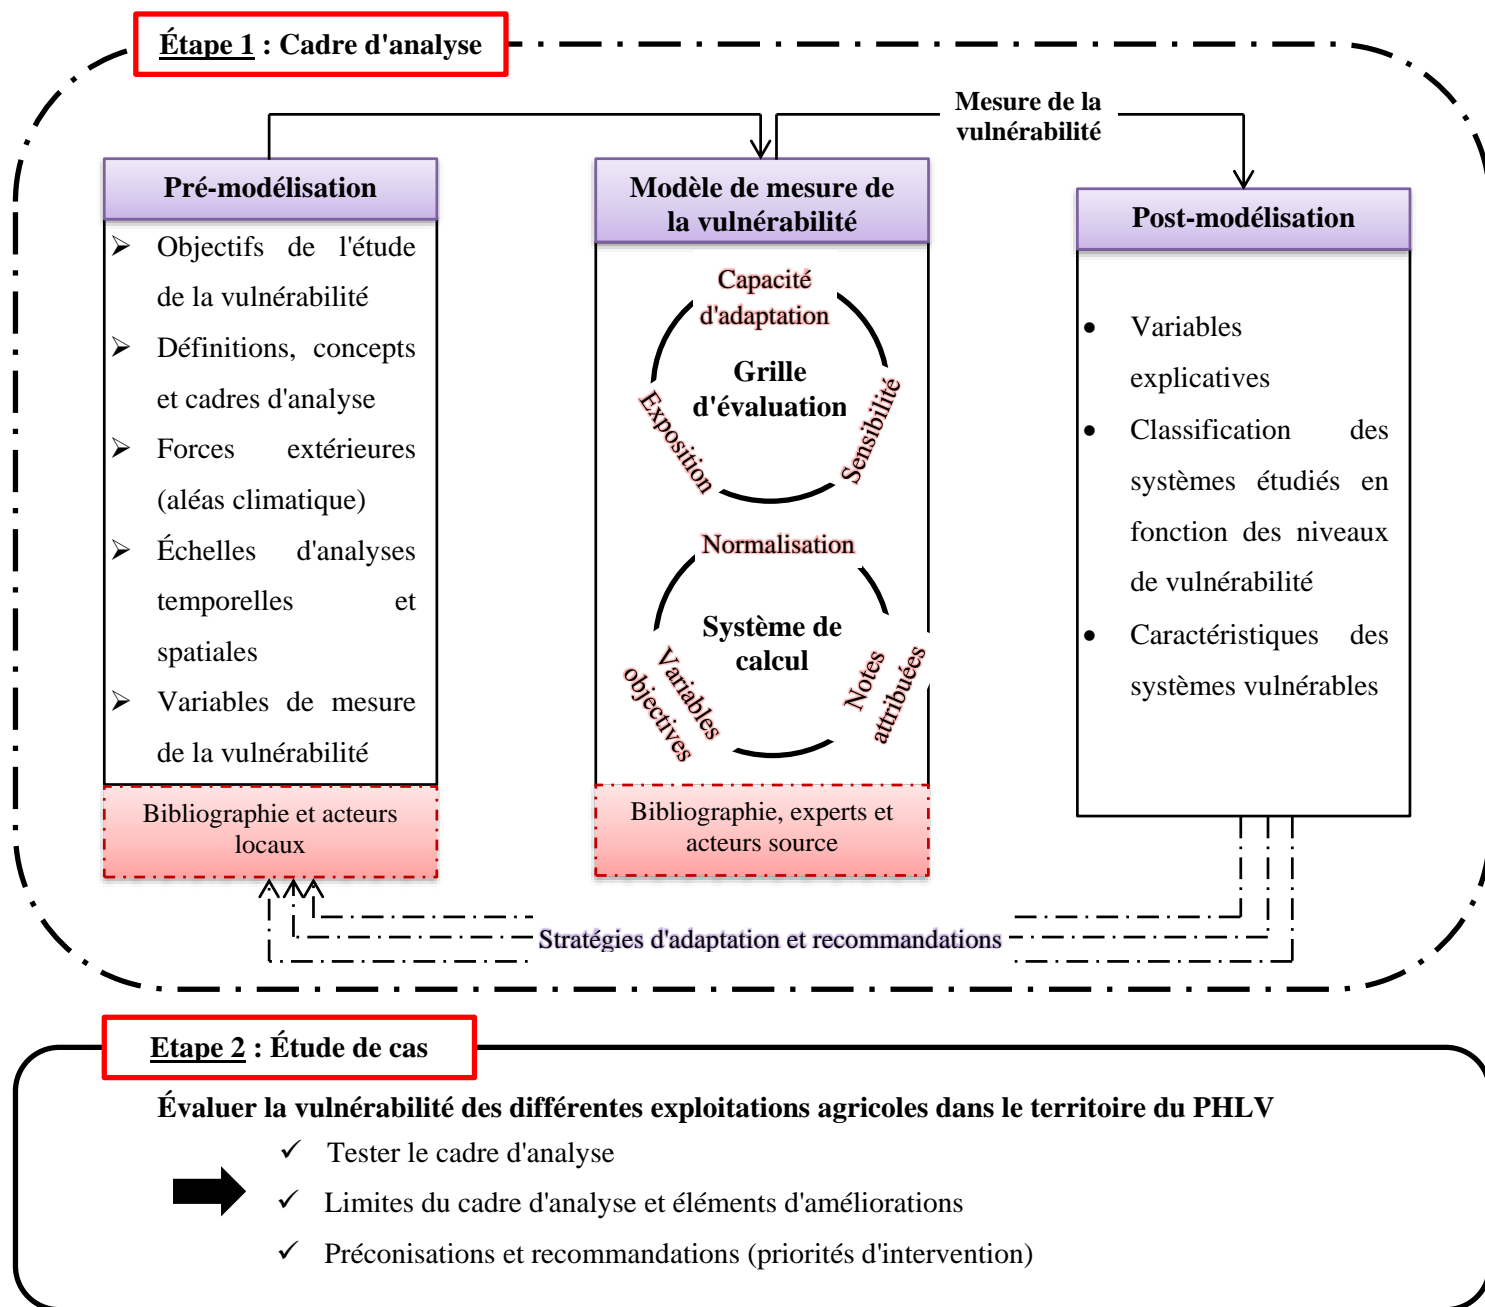 Étape 1 : Cadre d'analyse
Mesure de la
vulnérabilité
Pré-modélisation
➢ Objectifs de l'étude
de la vulnérabilité
➢ Définitions, concepts
et cadres d'analyse
➢ Forces extérieures
(aléas climatique)
➢ Échelles d'analyses
temporelles et
spatiales
➢ Variables de mesure
de la vulnérabilité
Bibliographie et acteurs
locaux
Modèle de mesure de
la vulnérabilité
Capacité
d'adaptation
Grille
d'évaluation
Exposition
Sensibilité
Normalisation
Système de
calcul
Variables
objectives
Notes
attribuées
Bibliographie, experts et
acteurs source
Post-modélisation
• Variables
explicatives
• Classification des
systèmes étudiés en
fonction des niveaux
de vulnérabilité
• Caractéristiques des
systèmes vulnérables
Stratégies d'adaptation et recommandations
Etape 2 : Étude de cas
Évaluer la vulnérabilité des différentes exploitations agricoles dans le territoire du PHLV
✓ Tester le cadre d'analyse
✓ Limites du cadre d'analyse et éléments d'améliorations
✓ Préconisations et recommandations (priorités d'intervention)